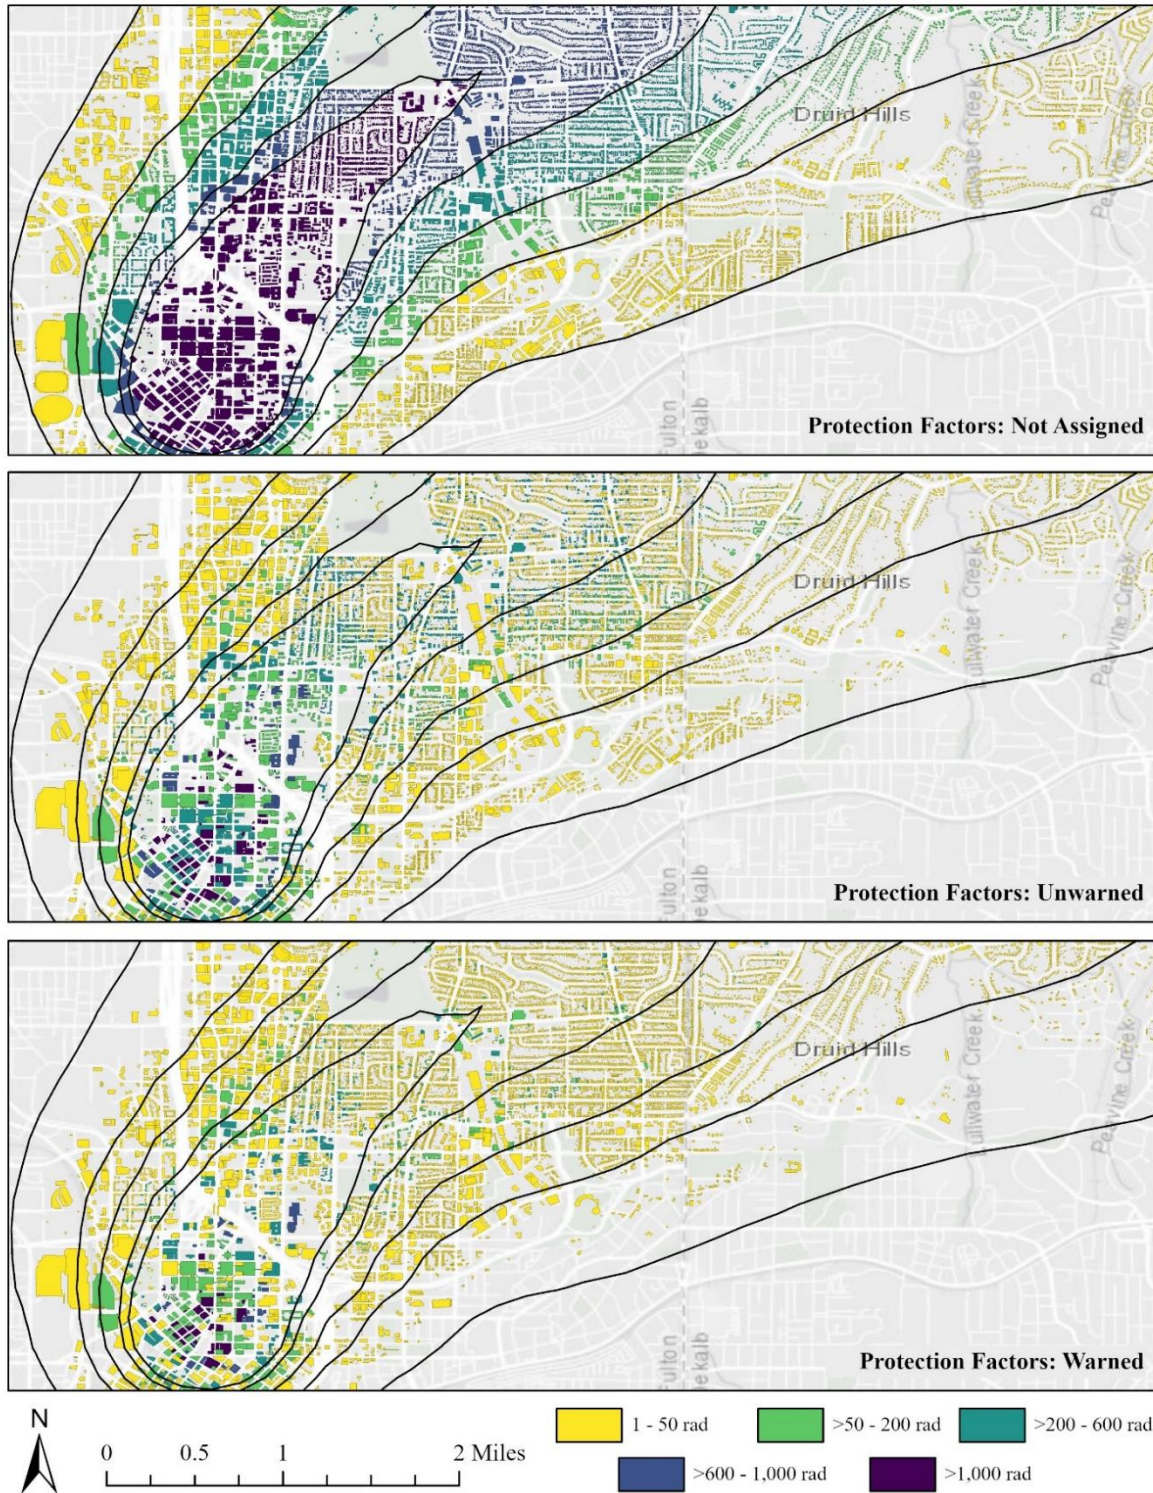 Druid Hills
Lullwater Creek
Peavine Creek
Fulton
Dekalb
Protection Factors: Not Assigned
Druid Hills
Lullwater Creek
Peavine Creek
Fulton
Dekalb
Protection Factors: Unwarned
Druid Hills
Lullwater Creek
Peavine Creek
Fulton
Dekalb
Protection Factors: Warned
N
0 0.5 1 2 Miles
1 - 50 rad >50 - 200 rad >200 - 600 rad
>600 - 1,000 rad >1,000 rad